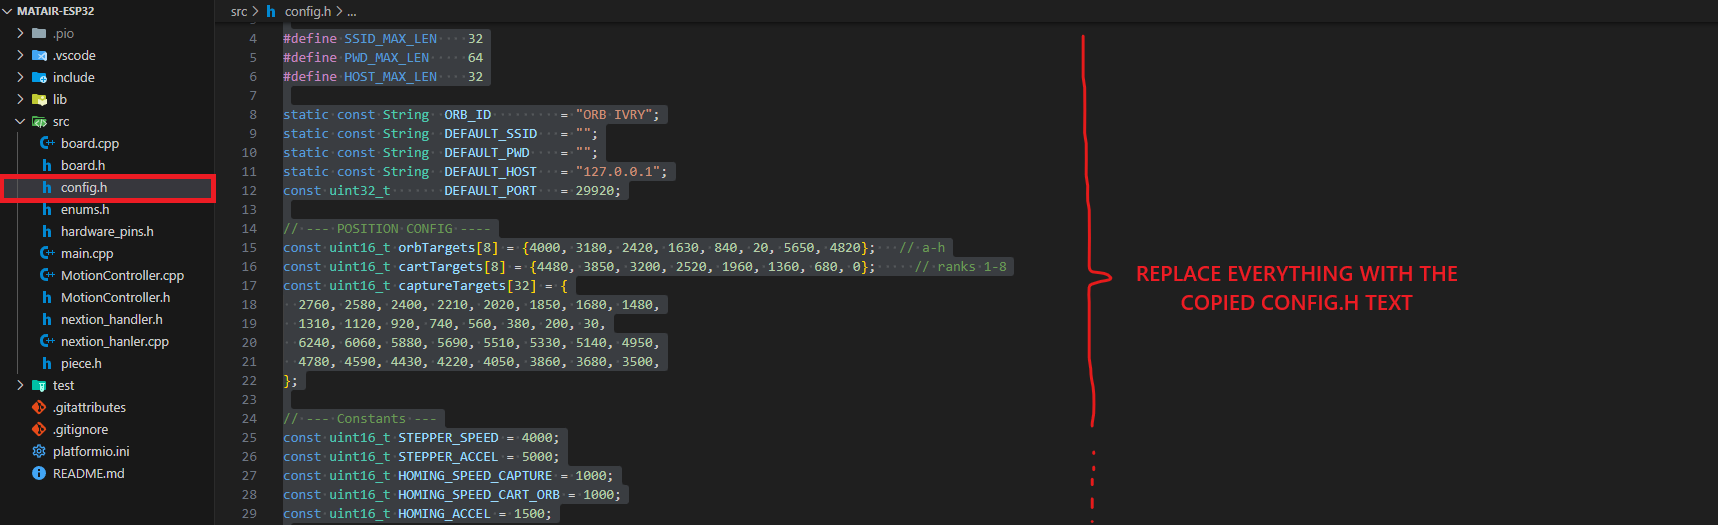 MATAIR-ESP32
.pio
.vscode
include
lib
src
board.cpp
board.h
config.h
enums.h
hardware_pins.h
main.cpp
MotionController.cpp
MotionController.h
nextion_handler.h
nextion_hanler.cpp
piece.h
test
.gitattributes
.gitignore
platformio.ini
README.md
src > h config.h > ...
4 #define SSID_MAX_LEN 32
5 #define PWD_MAX_LEN 64
6 #define HOST_MAX_LEN 32
7
8 static const String ORB_ID = "ORB IVRY";
9 static const String DEFAULT_SSID = "";
10 static const String DEFAULT_PWD = "";
11 static const String DEFAULT_HOST = "127.0.0.1";
12 const uint32_t DEFAULT_PORT = 29920;
13
14 // --- POSITION CONFIG ----
15 const uint16_t orbTargets[8] = {4000, 3180, 2420, 1630, 840, 20, 5650, 4820}; // a-h
16 const uint16_t cartTargets[8] = {4480, 3850, 3200, 2520, 1960, 1360, 680, 0}; // ranks 1-8
17 const uint16_t captureTargets[32] = {
18 2760, 2580, 2400, 2210, 2020, 1850, 1680, 1480,
19 1310, 1120, 920, 740, 560, 380, 200, 30,
20 6240, 6060, 5880, 5690, 5510, 5330, 5140, 4950,
21 4780, 4590, 4430, 4220, 4050, 3860, 3680, 3500,
22 };
23
24 // --- Constants ---
25 const uint16_t STEPPER_SPEED = 4000;
26 const uint16_t STEPPER_ACCEL = 5000;
27 const uint16_t HOMING_SPEED_CAPTURE = 1000;
28 const uint16_t HOMING_SPEED_CART_ORB = 1000;
29 const uint16_t HOMING_ACCEL = 1500;
REPLACE EVERYTHING WITH THE
COPIED CONFIG.H TEXT